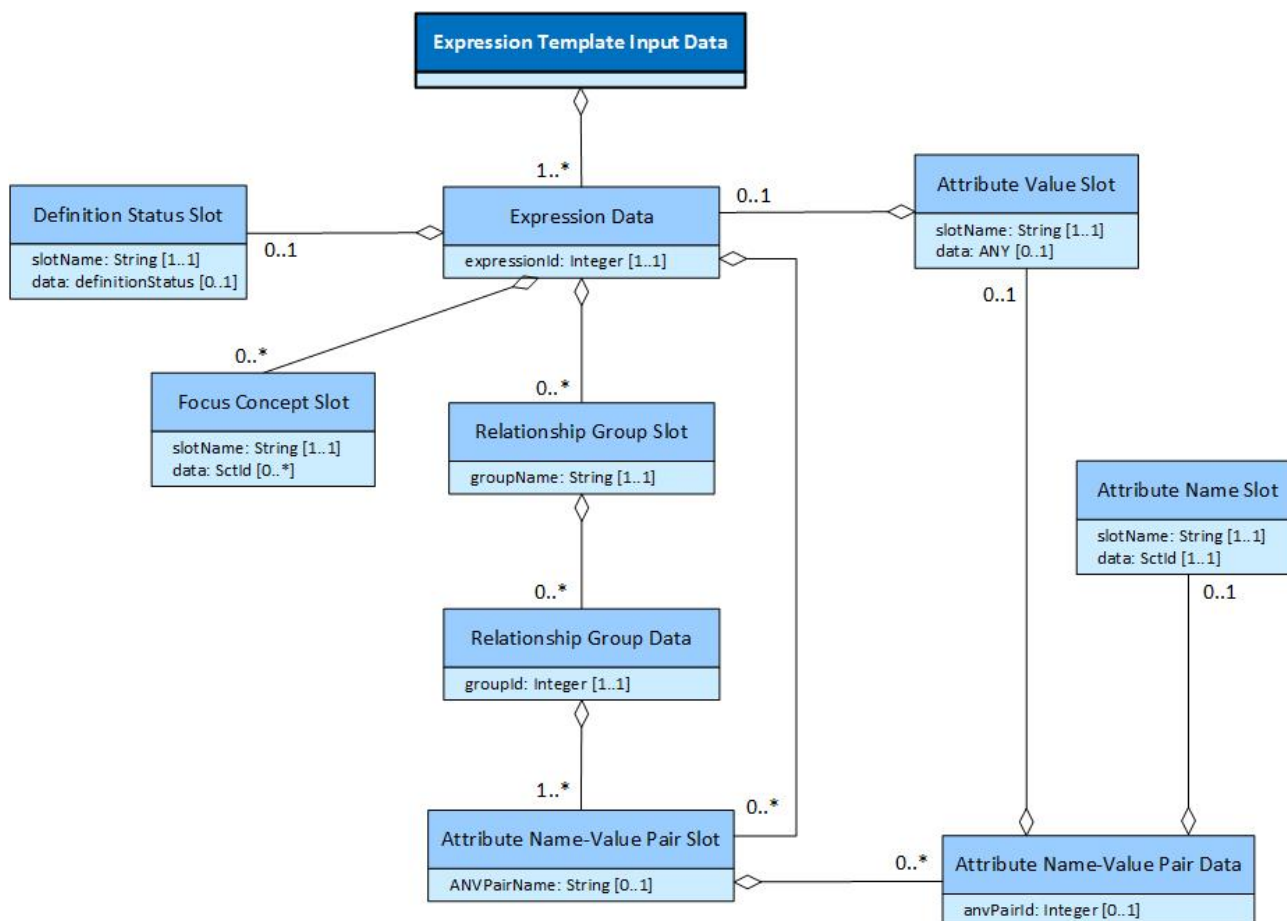 Expression Template Input Data
1..*
Definition Status Slot
slotName: String [1..1]
data: definitionStatus [0..1]
0..1
Expression Data
expressionId: Integer [1..1]
0..1
Attribute Value Slot
slotName: String [1..1]
data: ANY [0..1]
0..1
0..*
Focus Concept Slot
slotName: String [1..1]
data: SctId [0..*]
0..*
Relationship Group Slot
groupName: String [1..1]
Attribute Name Slot
slotName: String [1..1]
data: SctId [1..1]
0..1
0..*
Relationship Group Data
groupId: Integer [1..1]
1..*
0..*
Attribute Name-Value Pair Slot
ANVPairName: String [0..1]
0..*
Attribute Name-Value Pair Data
anvPairId: Integer [0..1]